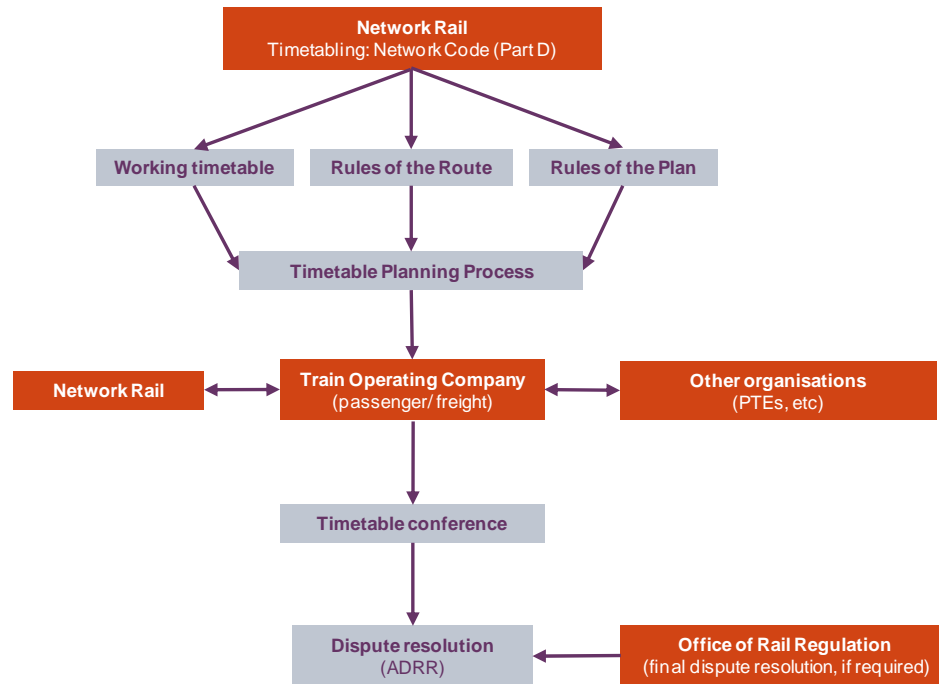 Network Rail
Timetabling: Network Code (Part D)
Working timetable
Rules of the Route
Rules of the Plan
Timetable Planning Process
Network Rail
Train Operating Company
(passenger/ freight)
Other organisations
(PTEs, etc)
Timetable conference
Dispute resolution
(ADRR)
Office of Rail Regulation
(final dispute resolution, if required)